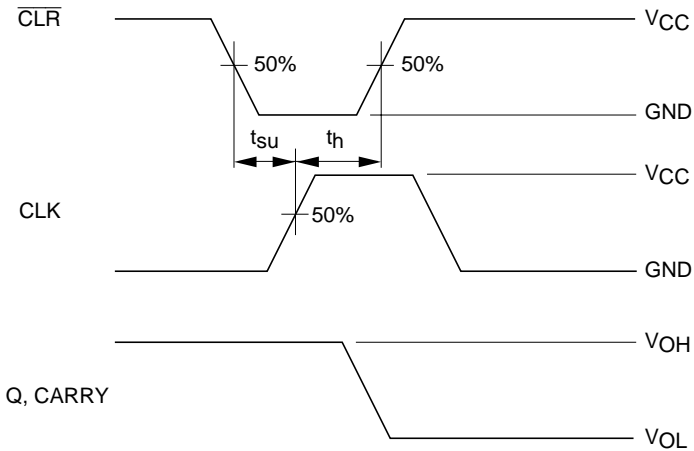 CLR
VCC
50%
50%
GND
tsu
th
VCC
CLK
50%
GND
VOH
Q, CARRY
VOL